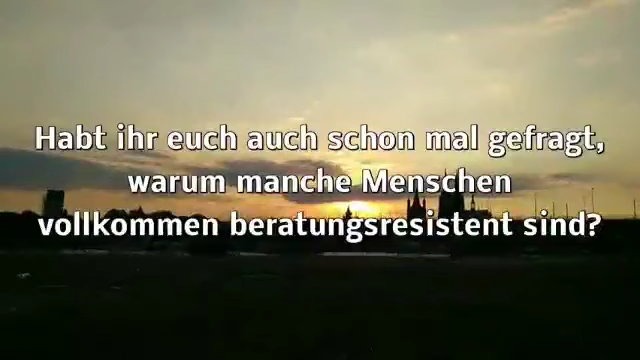 Habt ihr euch auch schon mal gefragt,
warum manche Menschen
vollkommen beratungsresistent sind?